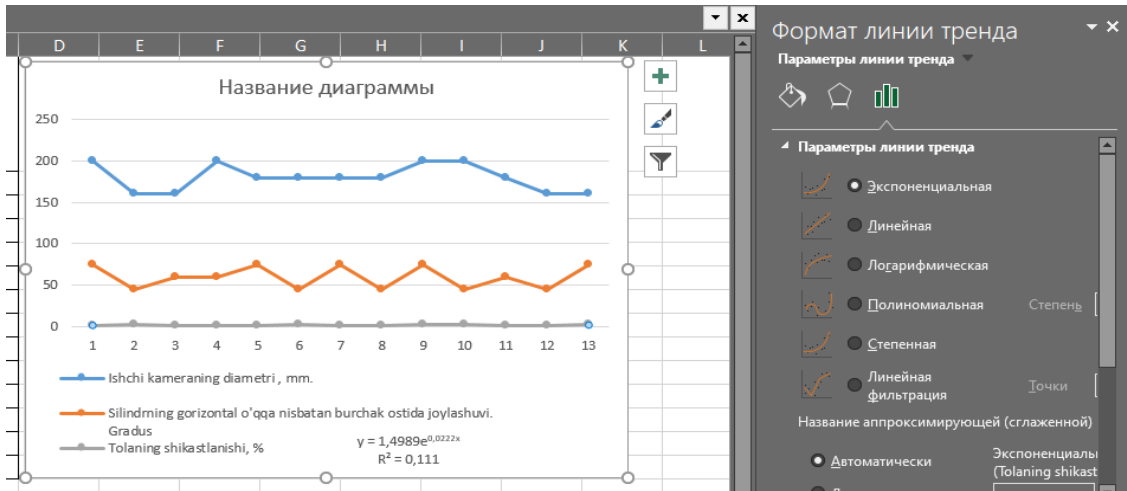 D E F G H I J K L
Название диаграммы
250
200
150
100
50
0
1 2 3 4 5 6 7 8 9 10 11 12 13
Ishchi kameraning diametri , mm.
Silindrning gorizontal o'qqa nisbatan burchak ostida joylashuvi.
Gradus
Tolaning shikastlanishi, %
y = 1,4989e^0,0222x
R² = 0,111
Формат линии тренда
Параметры линии тренда
Параметры линии тренда
Экспоненциальная
Линейная
Логарифмическая
Полиномиальная Степень
Степенная
Линейная
фильтрация Точки
Название аппроксимирующей (сглаженной)
Автоматически
Экспоненциаль
(Tolaning shikast